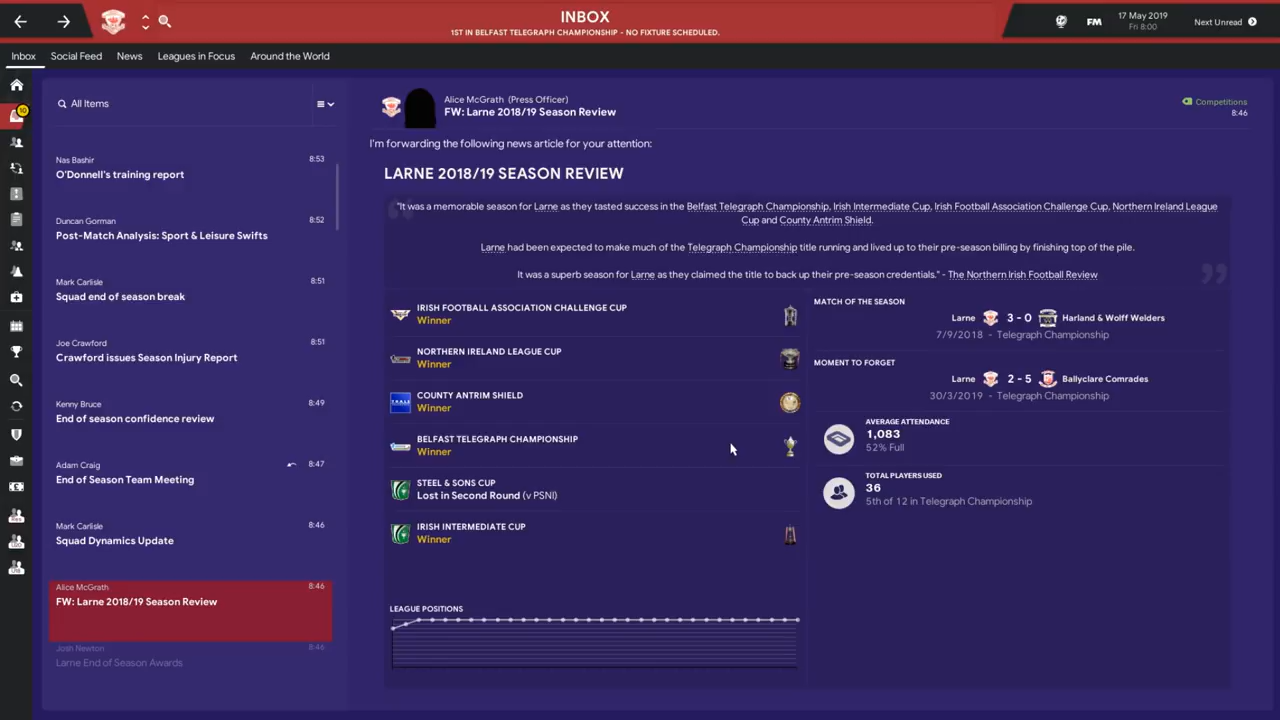 INBOX
1ST IN BELFAST TELEGRAPH CHAMPIONSHIP - NO FIXTURE SCHEDULED.
FM
17 May 2019
Fri 8:00
Next Unread
Inbox
Social Feed
News
Leagues in Focus
Around the World
All Items
Nas Bashir 8:53
O'Donnell's training report
Duncan Gorman 8:52
Post-Match Analysis: Sport & Leisure Swifts
Mark Carlisle 8:51
Squad end of season break
Joe Crawford 8:51
Crawford issues Season Injury Report
Kenny Bruce 8:49
End of season confidence review
Adam Craig 8:47
End of Season Team Meeting
Mark Carlisle 8:46
Squad Dynamics Update
Alice McGrath 8:46
FW: Larne 2018/19 Season Review
Josh Newton 8:46
Larne End of Season Awards
Alice McGrath (Press Officer)
FW: Larne 2018/19 Season Review
Competitions
8:46
I'm forwarding the following news article for your attention:
LARNE 2018/19 SEASON REVIEW
"It was a memorable season for Larne as they tasted success in the Belfast Telegraph Championship, Irish Intermediate Cup, Irish Football Association Challenge Cup, Northern Ireland League
Cup and County Antrim Shield.
Larne had been expected to make much of the Telegraph Championship title running and lived up to their pre-season billing by finishing top of the pile.
It was a superb season for Larne as they claimed the title to back up their pre-season credentials." - The Northern Irish Football Review
IRISH FOOTBALL ASSOCIATION CHALLENGE CUP
Winner
NORTHERN IRELAND LEAGUE CUP
Winner
COUNTY ANTRIM SHIELD
Winner
BELFAST TELEGRAPH CHAMPIONSHIP
Winner
STEEL & SONS CUP
Lost in Second Round (v PSNI)
IRISH INTERMEDIATE CUP
Winner
LEAGUE POSITIONS
MATCH OF THE SEASON
Larne 3 - 0 Harland & Wolff Welders
7/9/2018 - Telegraph Championship
MOMENT TO FORGET
Larne 2 - 5 Ballyclare Comrades
30/3/2019 - Telegraph Championship
AVERAGE ATTENDANCE
1,083
52% Full
TOTAL PLAYERS USED
36
5th of 12 in Telegraph Championship